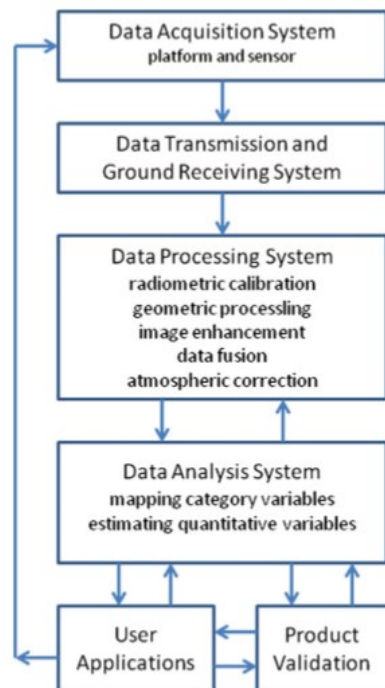 Data Acquisition System
platform and sensor
Data Transmission and
Ground Receiving System
Data Processing System
radiometric calibration
geometric processling
image enhancement
data fusion
atmospheric correction
Data Analysis System
mapping category variables
estimating quantitative variables
User
Applications
Product
Validation